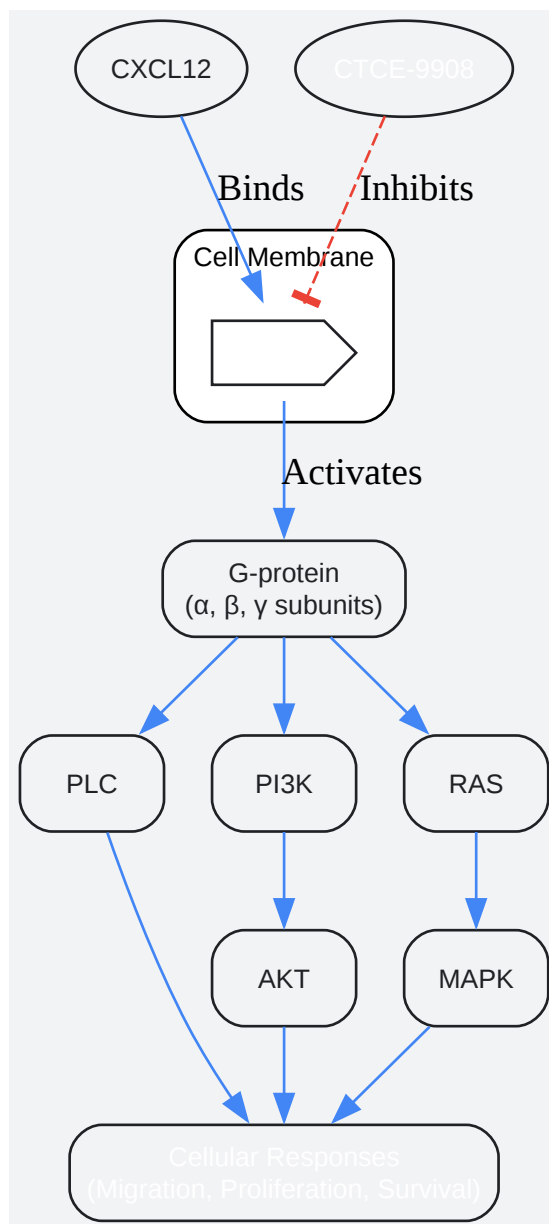 CXCL12
CTCE-9908
Binds
Inhibits
Cell Membrane
Activates
G-protein
(α, β, γ subunits)
PLC
PI3K
RAS
AKT
MAPK
Cellular Responses
(Migration, Proliferation, Survival)